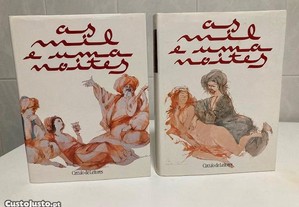 as
mil
e uma
noites
Círculo de Leitores
as
mil
e uma
noites
Círculo de Leitores
CustoJusto.pt